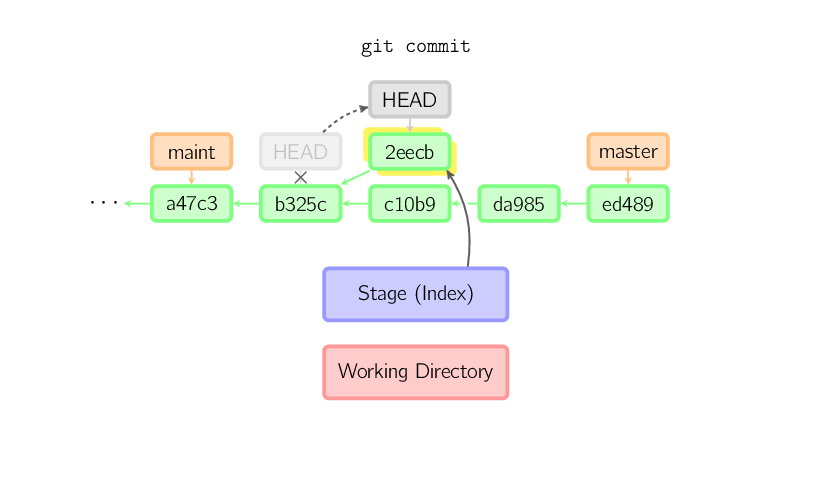 git commit
HEAD
maint
HEAD
2eecb
master
...
a47c3
b325c
c10b9
da985
ed489
Stage (Index)
Working Directory